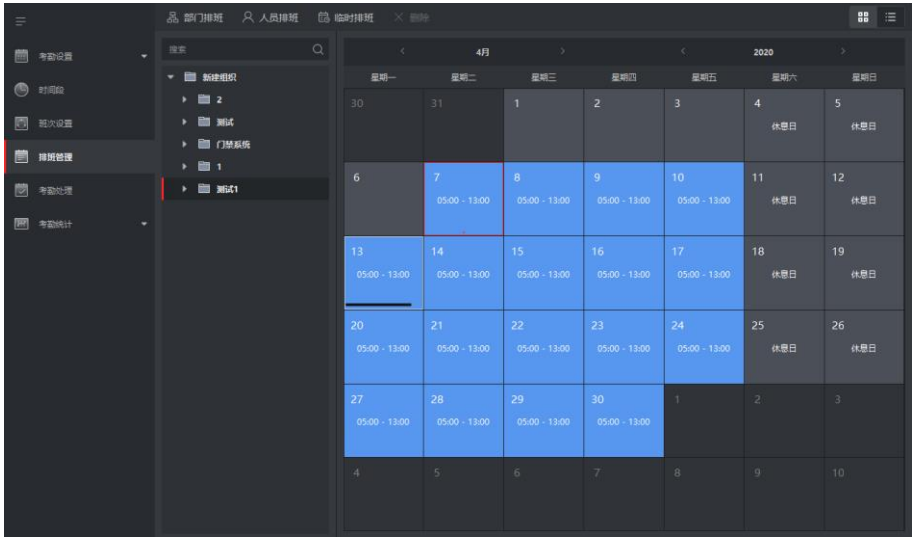 部门排班 人员排班 临时排班 删除
考勤设置
时间段
班次设置
排班管理
考勤处理
考勤统计
搜索
新建组织
2
测试
门禁系统
1
测试1
4月 2020
星期一 星期二 星期三 星期四 星期五 星期六 星期日
30 31 1 2 3 4 5
休息日 休息日
6 7 8 9 10 11 12
05:00 - 13:00 05:00 - 13:00 05:00 - 13:00 05:00 - 13:00 休息日 休息日
13 14 15 16 17 18 19
05:00 - 13:00 05:00 - 13:00 05:00 - 13:00 05:00 - 13:00 05:00 - 13:00 休息日 休息日
20 21 22 23 24 25 26
05:00 - 13:00 05:00 - 13:00 05:00 - 13:00 05:00 - 13:00 05:00 - 13:00 休息日 休息日
27 28 29 30 1 2 3
05:00 - 13:00 05:00 - 13:00 05:00 - 13:00 05:00 - 13:00
4 5 6 7 8 9 10